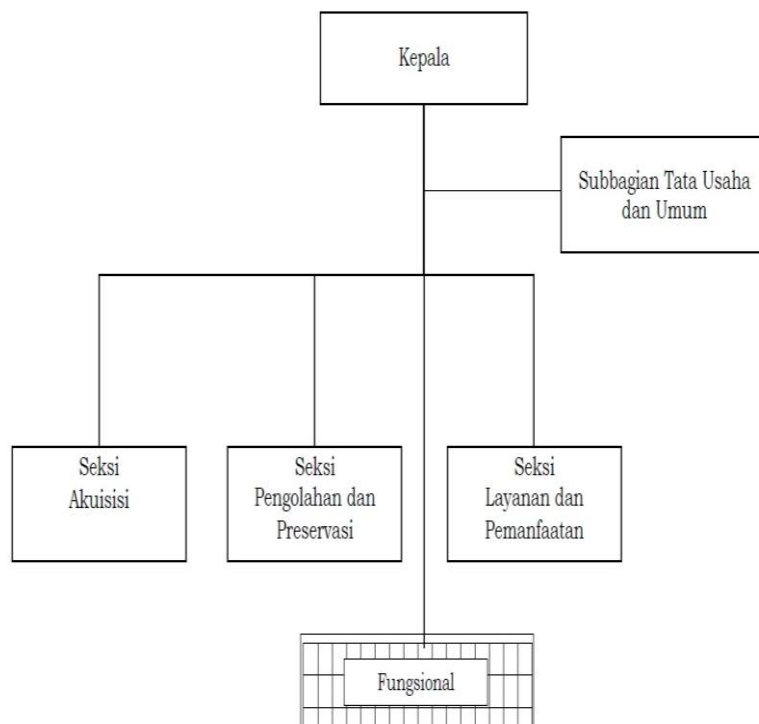 Kepala
Subbagian Tata Usaha
dan Umum
Seksi
Akuisisi
Seksi
Pengolahan dan
Preservasi
Seksi
Layanan dan
Pemanfaatan
Fungsional